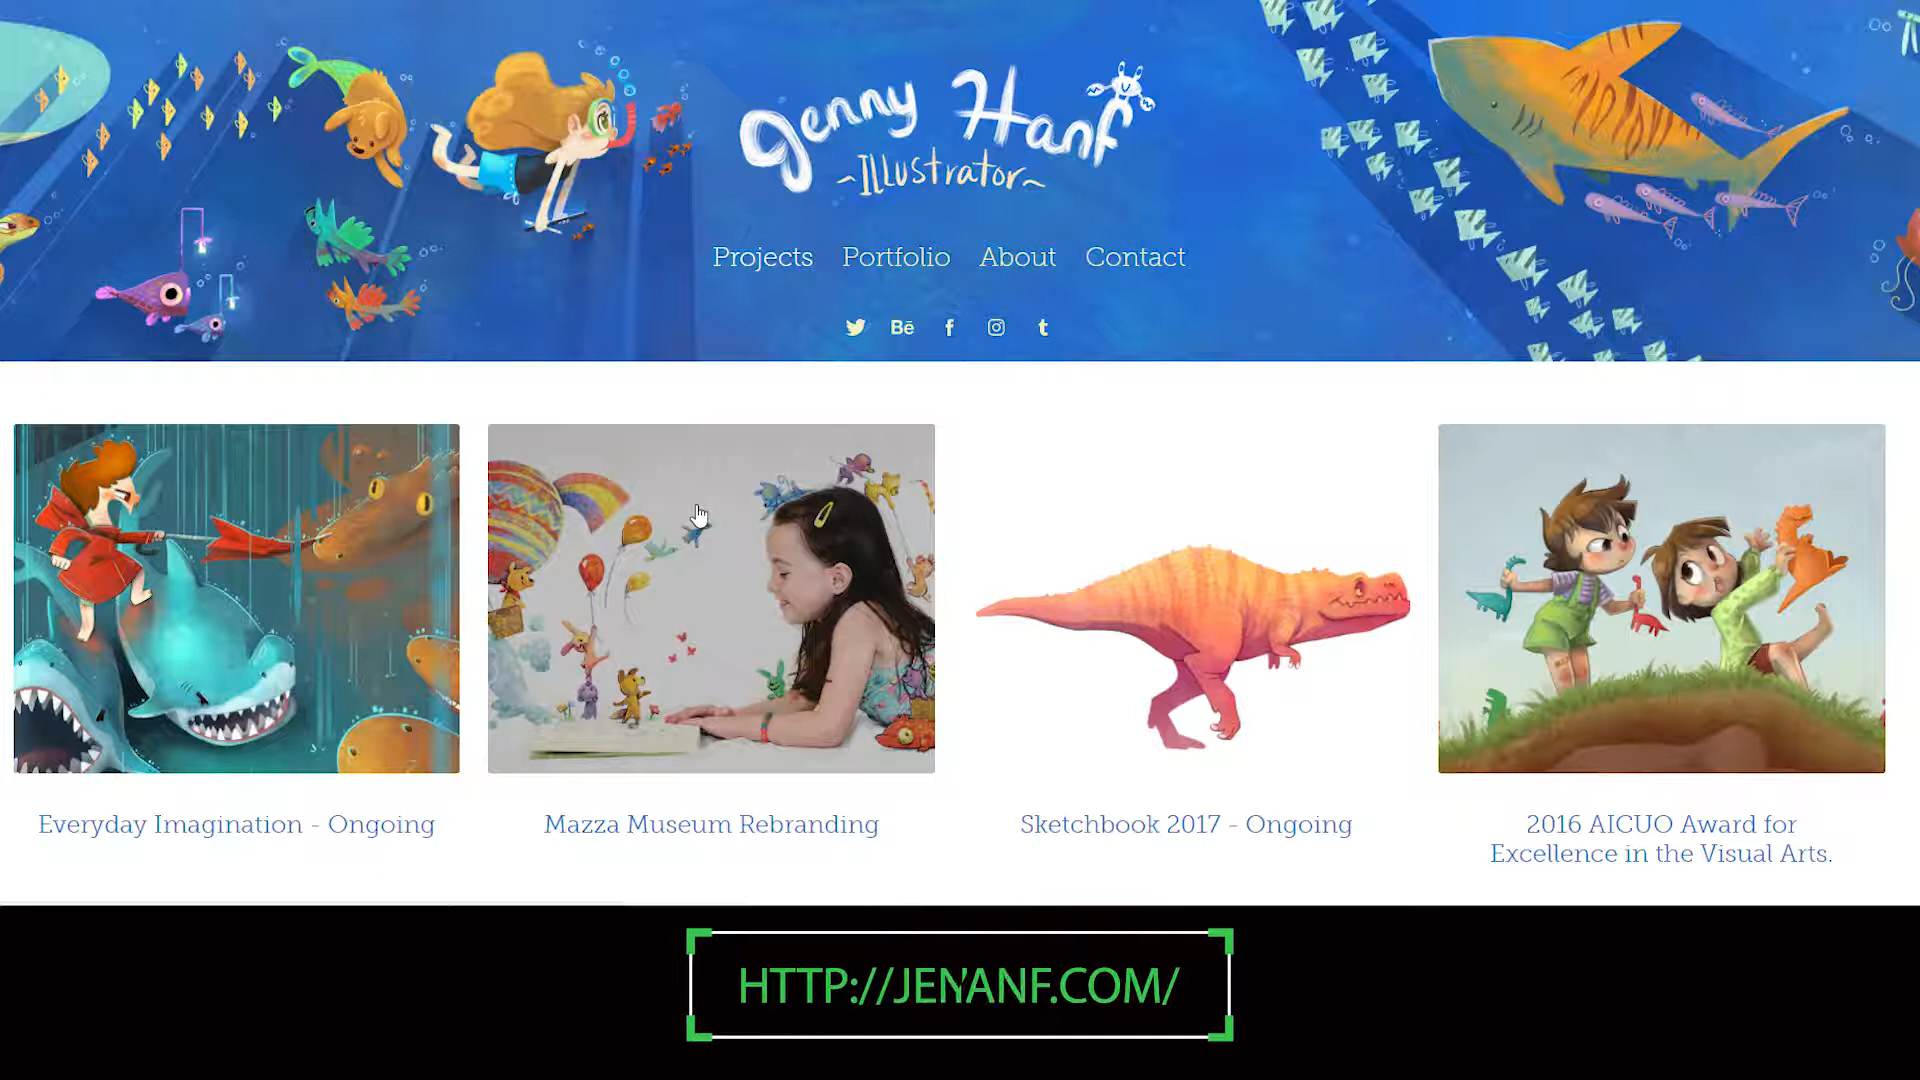 Jenny Hanf
~ILLustrator~
Projects Portfolio About Contact
Bē f t
Everyday Imagination - Ongoing
Mazza Museum Rebranding
Sketchbook 2017 - Ongoing
2016 AICUO Award for
Excellence in the Visual Arts.
HTTP://JENANF.COM/